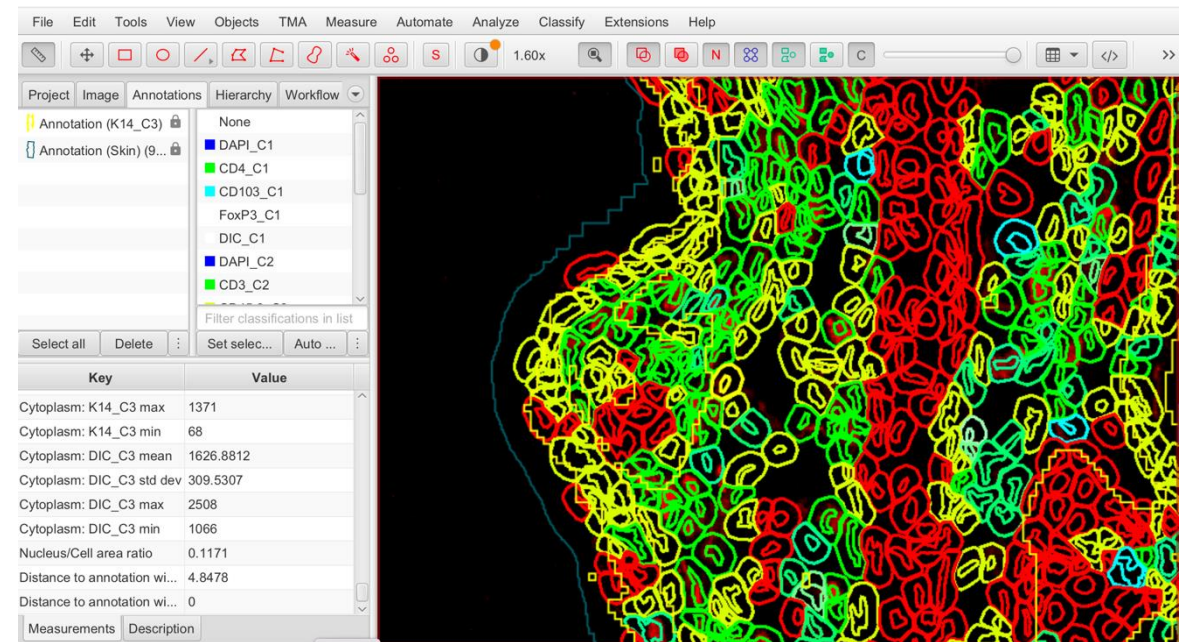 File Edit Tools View Objects TMA Measure Automate Analyze Classify Extensions Help
S 1.60x N C </> >>
Project Image Annotations Hierarchy Workflow
Annotation (K14_C3)
Annotation (Skin) (9...
None
DAPI_C1
CD4_C1
CD103_C1
FoxP3_C1
DIC_C1
DAPI_C2
CD3_C2
Filter classifications in list
Select all Delete Set selec... Auto ...
Key Value
Cytoplasm: K14_C3 max 1371
Cytoplasm: K14_C3 min 68
Cytoplasm: DIC_C3 mean 1626.8812
Cytoplasm: DIC_C3 std dev 309.5307
Cytoplasm: DIC_C3 max 2508
Cytoplasm: DIC_C3 min 1066
Nucleus/Cell area ratio 0.1171
Distance to annotation wi... 4.8478
Distance to annotation wi... 0
Measurements Description